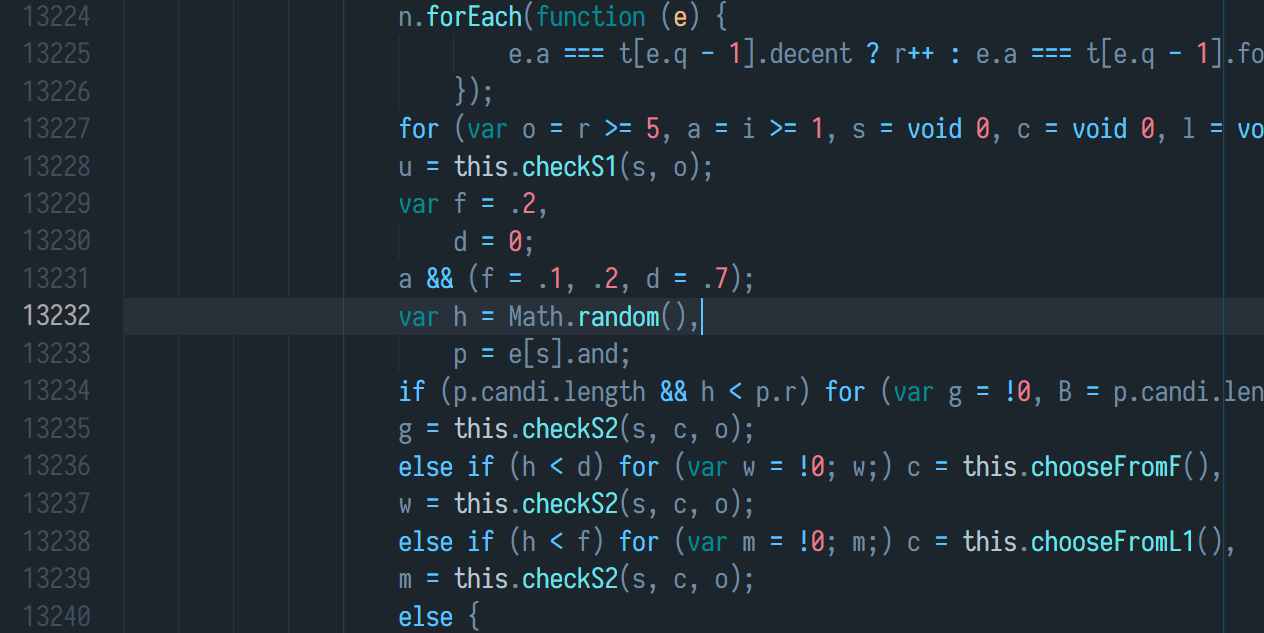 13224 n.forEach(function (e) {
13225 e.a === t[e.q - 1].decent ? r++ : e.a === t[e.q - 1].fo
13226 });
13227 for (var o = r >= 5, a = i >= 1, s = void 0, c = void 0, l = vo
13228 u = this.checkS1(s, o);
13229 var f = .2,
13230 d = 0;
13231 a && (f = .1, .2, d = .7);
13232 var h = Math.random(),
13233 p = e[s].and;
13234 if (p.candi.length && h < p.r) for (var g = !0, B = p.candi.len
13235 g = this.checkS2(s, c, o);
13236 else if (h < d) for (var w = !0; w;) c = this.chooseFromF(),
13237 w = this.checkS2(s, c, o);
13238 else if (h < f) for (var m = !0; m;) c = this.chooseFromL1(),
13239 m = this.checkS2(s, c, o);
13240 else {